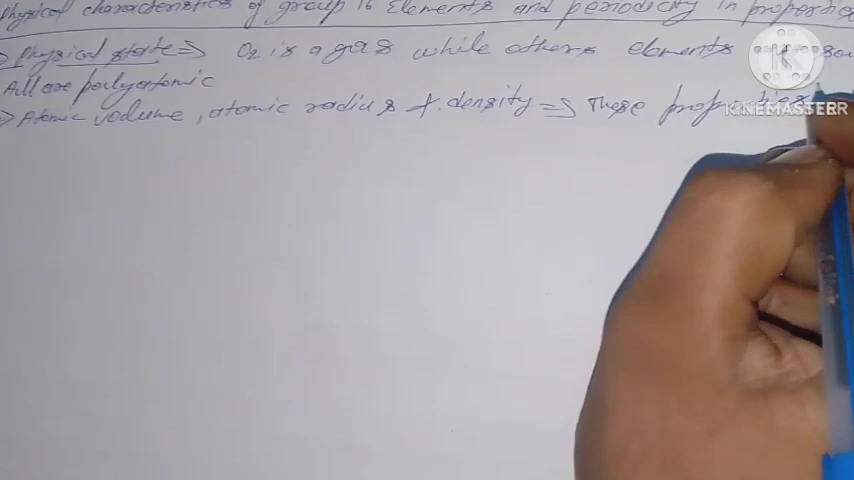 Physical characteristics of group 16 Elements and periodicity in properties
Physical state => O2 is a gas while others elements
All are polyatomic
Atomic volume, atomic radius & density => These properties
K
KINEMASTER